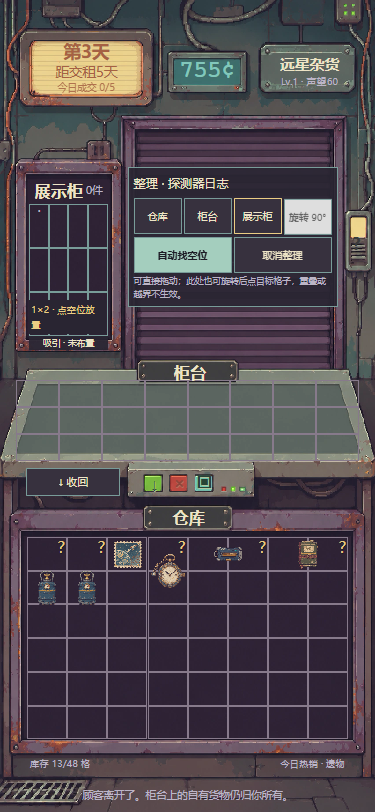 第3天
距交租5天
今日成交 0/5
755¢
远星杂货
Lv.1 · 声望60
展示柜 0件
1×2 · 点空位放
置
吸引 · 未布置
整理 · 探测器日志
仓库
柜台
展示柜
旋转 90°
自动找空位
取消整理
可直接拖动；此处也可旋转后点目标格子，重叠或
越界不生效。
柜台
↓收回
仓库
? ? ? ? ?
库存 13/48 格
今日热销 · 遗物
顾客离开了。柜台上的自有货物仍归你所有。